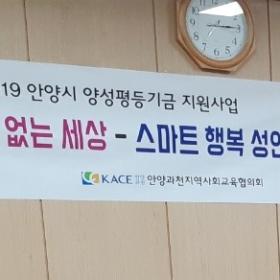 19 안양시 양성평등기금 지원사업
없는 세상 - 스마트 행복 성인
KACE 안양과천지역사회교육협의회